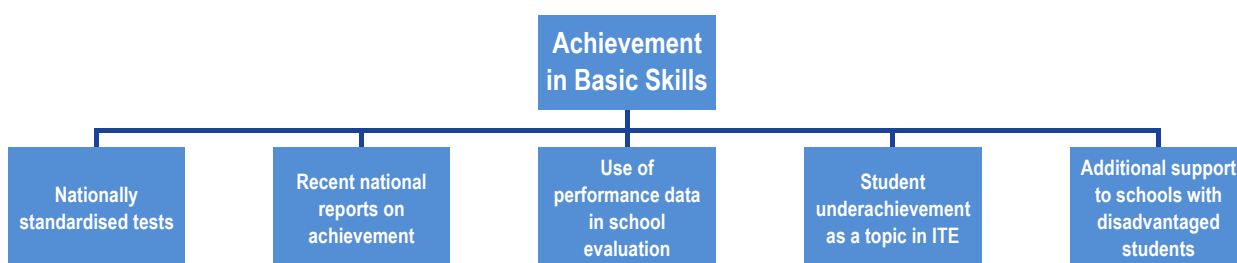 Achievement
in Basic Skills
Nationally
standardised tests
Recent national
reports on
achievement
Use of
performance data
in school
evaluation
Student
underachievement
as a topic in ITE
Additional support
to schools with
disadvantaged
students